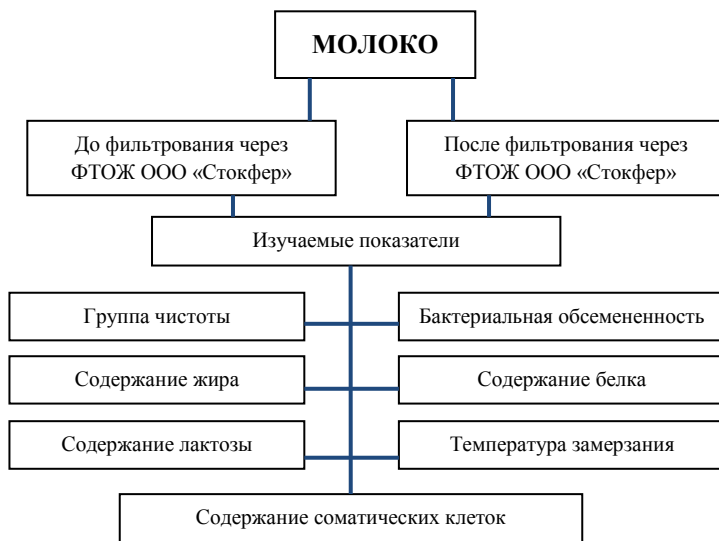 МОЛОКО
До фильтрования через
ФТОЖ ООО «Стокфер»
После фильтрования через
ФТОЖ ООО «Стокфер»
Изучаемые показатели
Группа чистоты
Бактериальная обсемененность
Содержание жира
Содержание белка
Содержание лактозы
Температура замерзания
Содержание соматических клеток